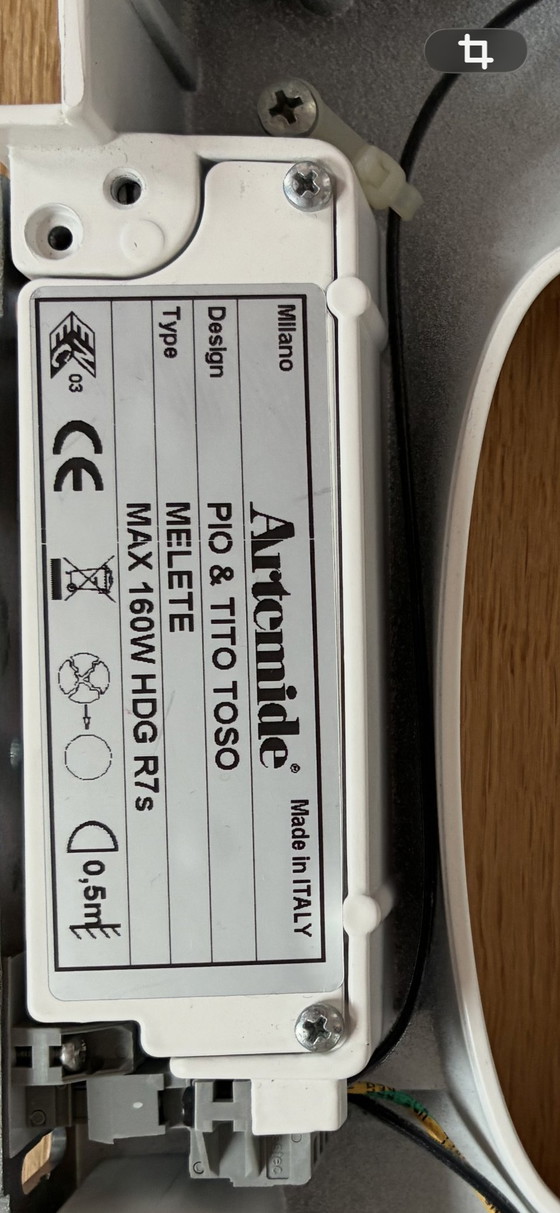 Artemide®
Milano
Made in ITALY
Design PIO & TITO TOSO
Type MELETE
MAX 160W HDG R7s
ENEC 03 CE 0,5m